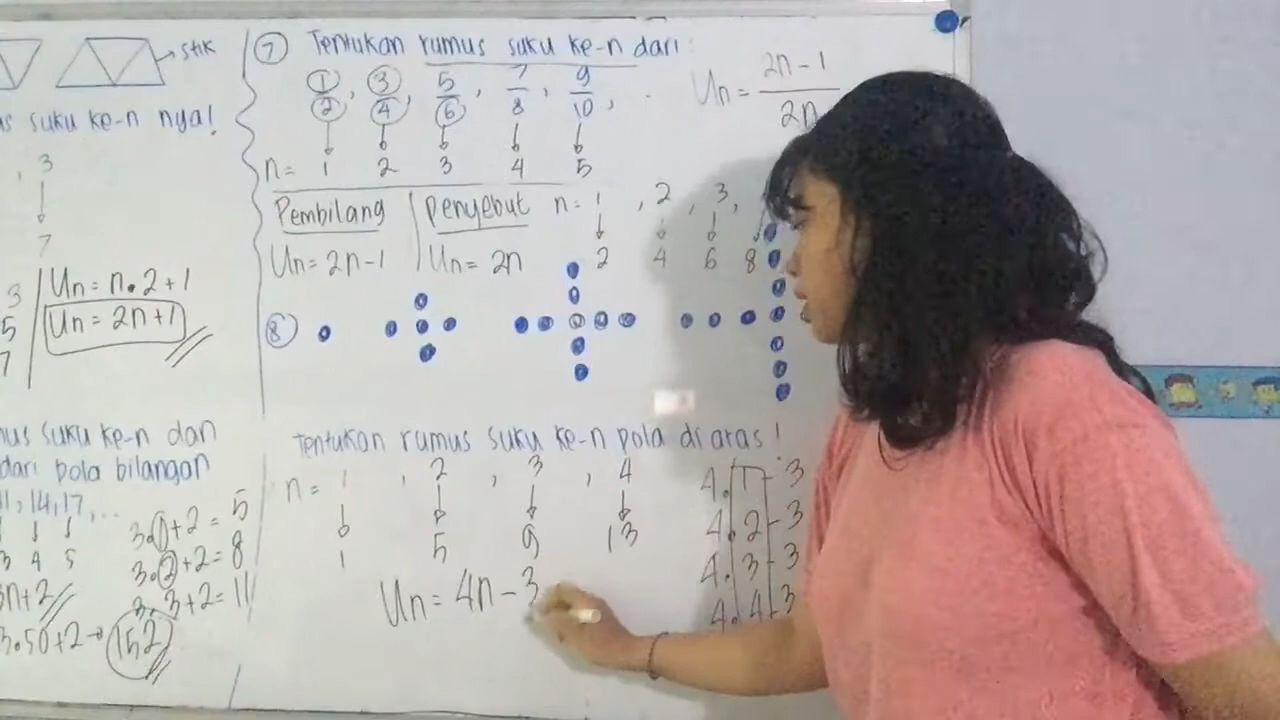 stik
us suku ke-n nya!
, 3
7
3
5
7
Un = n.2+1
Un = 2n+1
us suku ke-n dan
dari pola bilangan
11, 14, 17, ...
3 4 5
3n+2
3.50+2 → 152
3.1+2 = 5
3.2+2 = 8
3.3+2 = 11
7 Tentukan rumus suku ke-n dari:
1/2, 3/4, 5/6, 7/8, 9/10, ..
n = 1 2 3 4 5
Un = 2n-1/2n
Pembilang
Un = 2n-1
Penyebut
Un = 2n
n = 1, 2, 3,
2 4 6 8
8
Tentukan rumus suku ke-n pola di atas!
n = 1, 2, 3, 4
1 5 9 13
Un = 4n-3
4.1-3
4.2-3
4.3-3
4.4-3